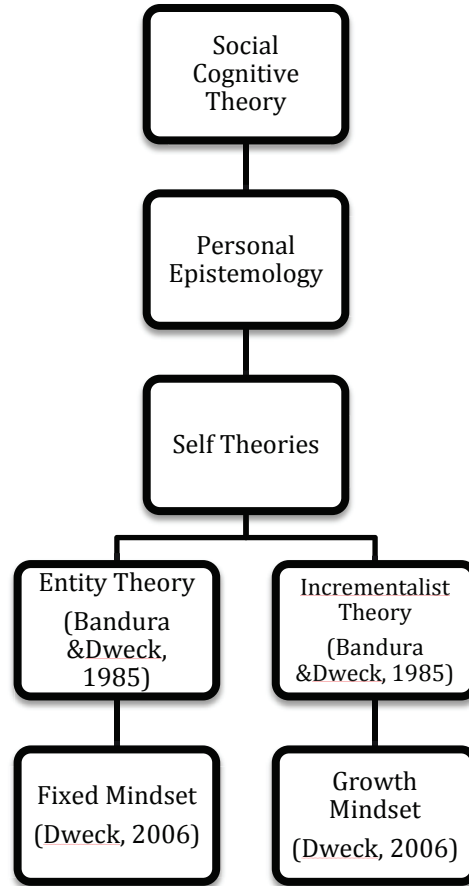 Social
Cognitive
Theory
Personal
Epistemology
Self Theories
Entity Theory
(Bandura
&Dweck,
1985)
Incrementalist
Theory
(Bandura
&Dweck, 1985)
Fixed Mindset
(Dweck, 2006)
Growth
Mindset
(Dweck, 2006)